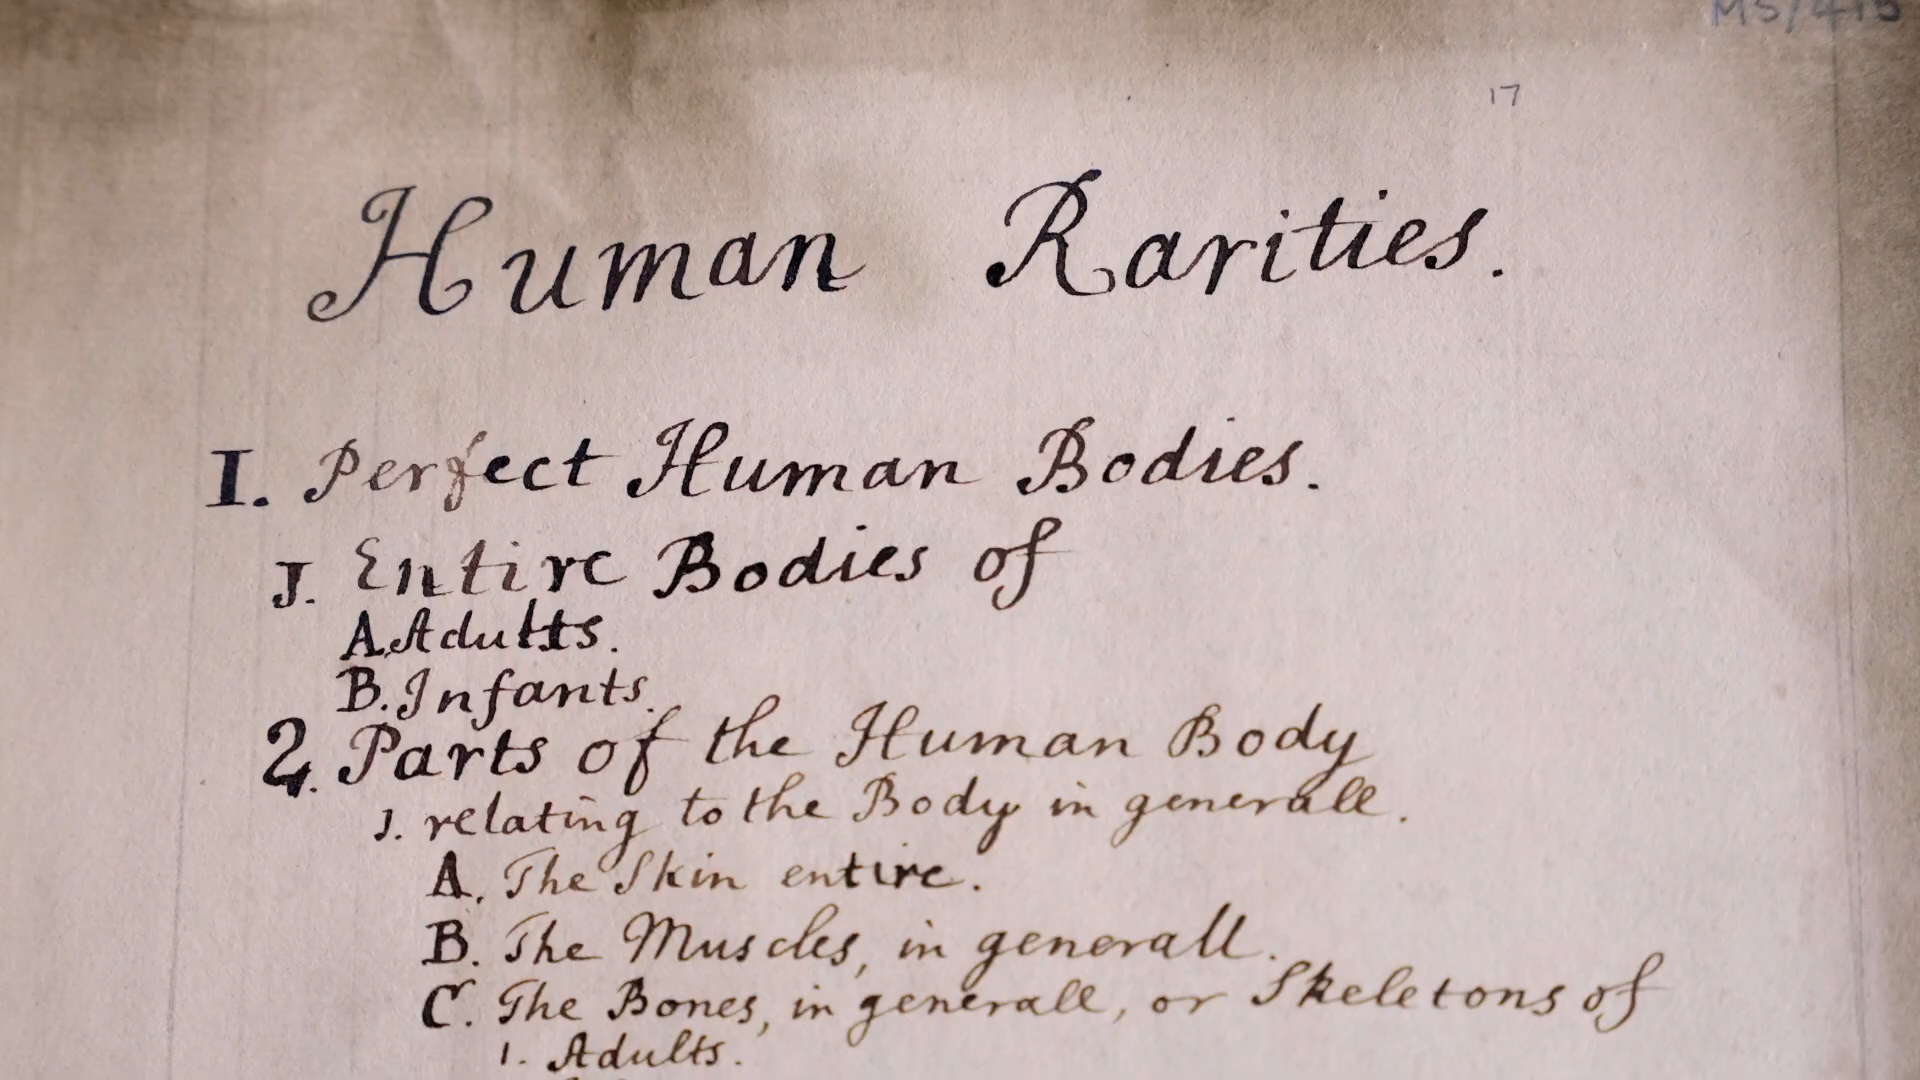 17
Human Rarities.
I. Perfect Human Bodies.
J. Entire Bodies of
A. Adults.
B. Infants.
2. Parts of the Human Body
J. relating to the Body in generall.
A. The Skin entire.
B. The Muscles, in generall.
C. The Bones, in generall, or Skeletons of
1. Adults.